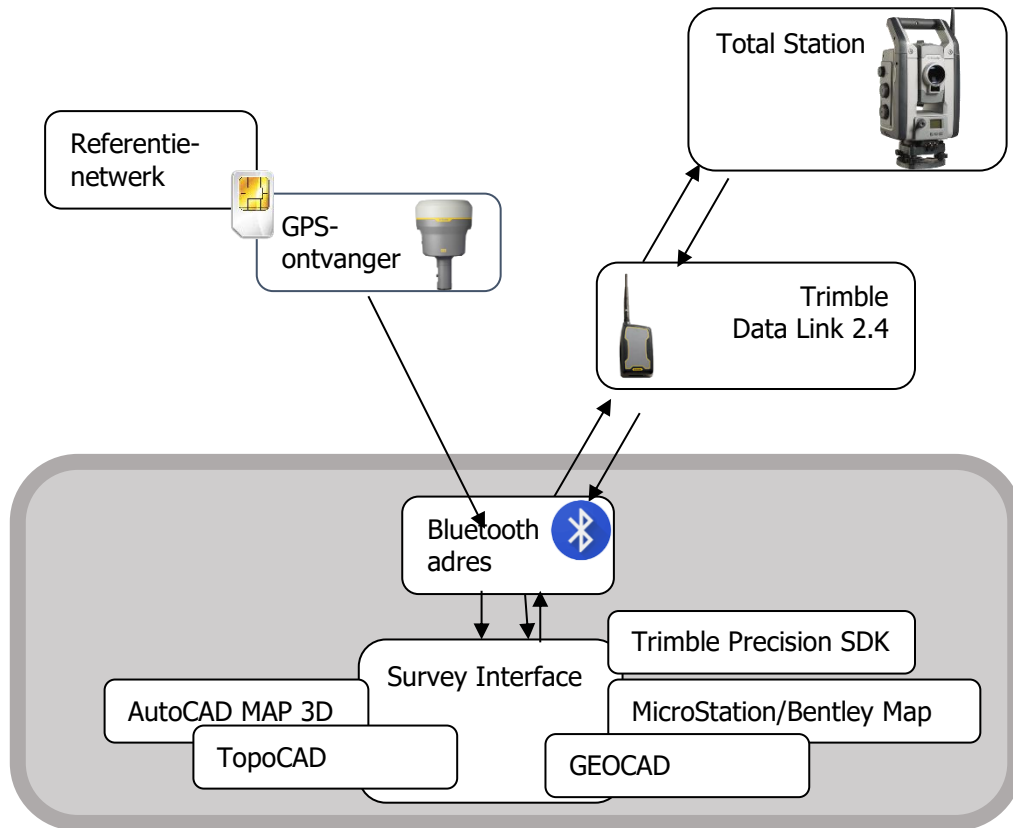 Total Station
Referentie-
netwerk
GPS-
ontvanger
Trimble
Data Link 2.4
Bluetooth
adres
Survey Interface
Trimble Precision SDK
AutoCAD MAP 3D
MicroStation/Bentley Map
TopoCAD
GEOCAD